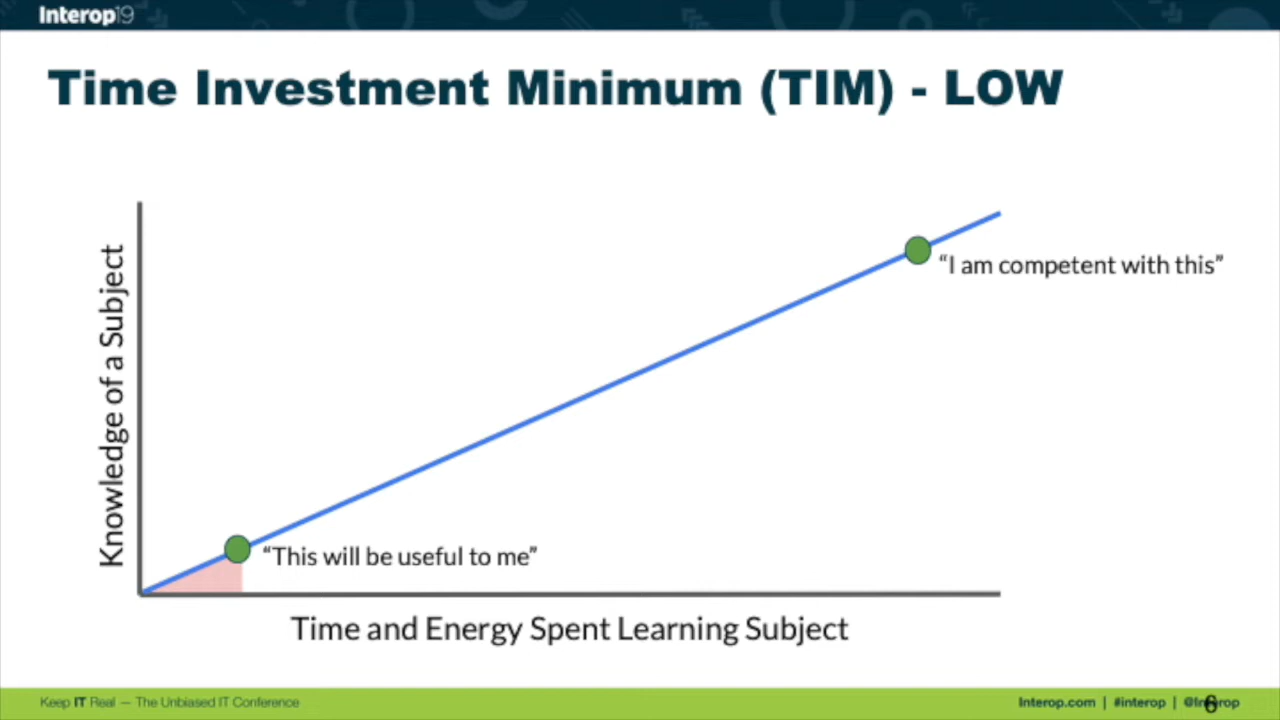 Interop19
Time Investment Minimum (TIM) - LOW
Knowledge of a Subject
“I am competent with this”
“This will be useful to me”
Time and Energy Spent Learning Subject
Keep IT Real — The Unbiased IT Conference
Interop.com | #interop | @Interop
6